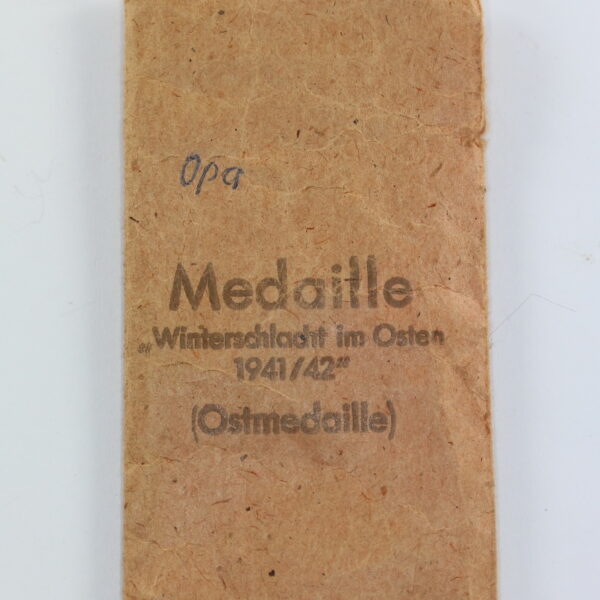 Opa
Medaille
„Winterschlacht im Osten
1941/42"
(Ostmedaille)